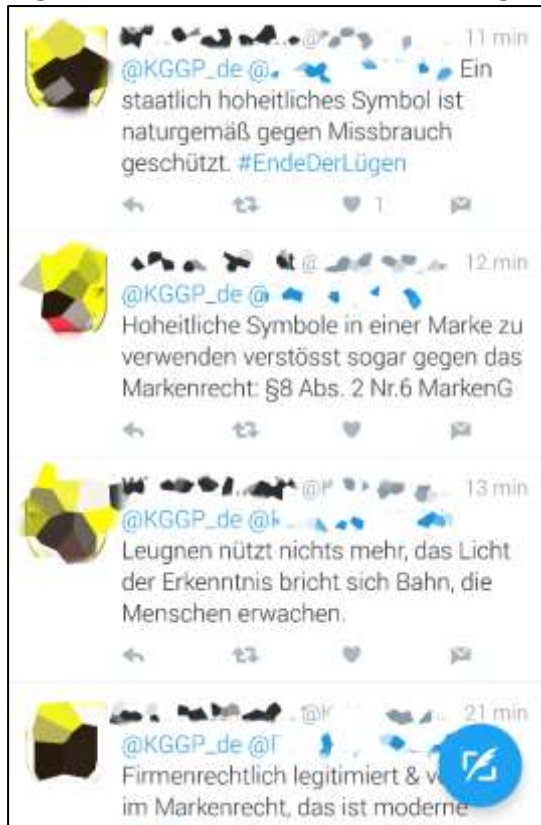 11 min
@KGGP_de @ Ein
staatlich hoheitliches Symbol ist
naturgemäß gegen Missbrauch
geschützt. #EndeDerLügen
1
@ 12 min
@KGGP_de @
Hoheitliche Symbole in einer Marke zu
verwenden verstösst sogar gegen das
Markenrecht: §8 Abs. 2 Nr.6 MarkenG
13 min
@KGGP_de
Leugnen nützt nichts mehr, das Licht
der Erkenntnis bricht sich Bahn, die
Menschen erwachen.
21 min
@KGGP_de
Firmenrechtlich legitimiert &
im Markenrecht, das ist moderne